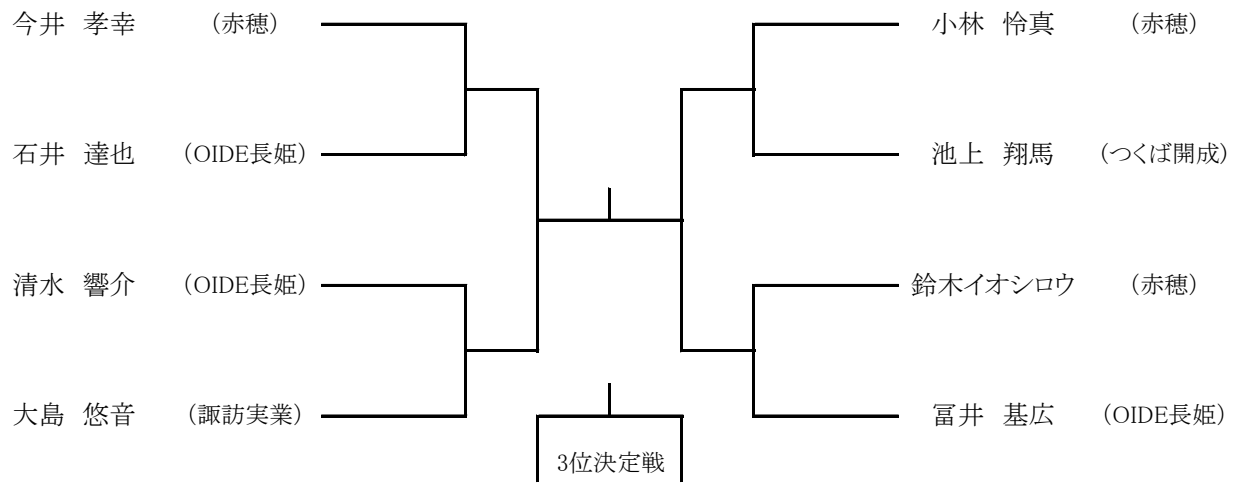 今井 孝幸 (赤穂)
石井 達也 (OIDE長姫)
清水 響介 (OIDE長姫)
大島 悠音 (諏訪実業)
小林 怜真 (赤穂)
池上 翔馬 (つくば開成)
鈴木イオシロウ (赤穂)
冨井 基広 (OIDE長姫)
3位決定戦